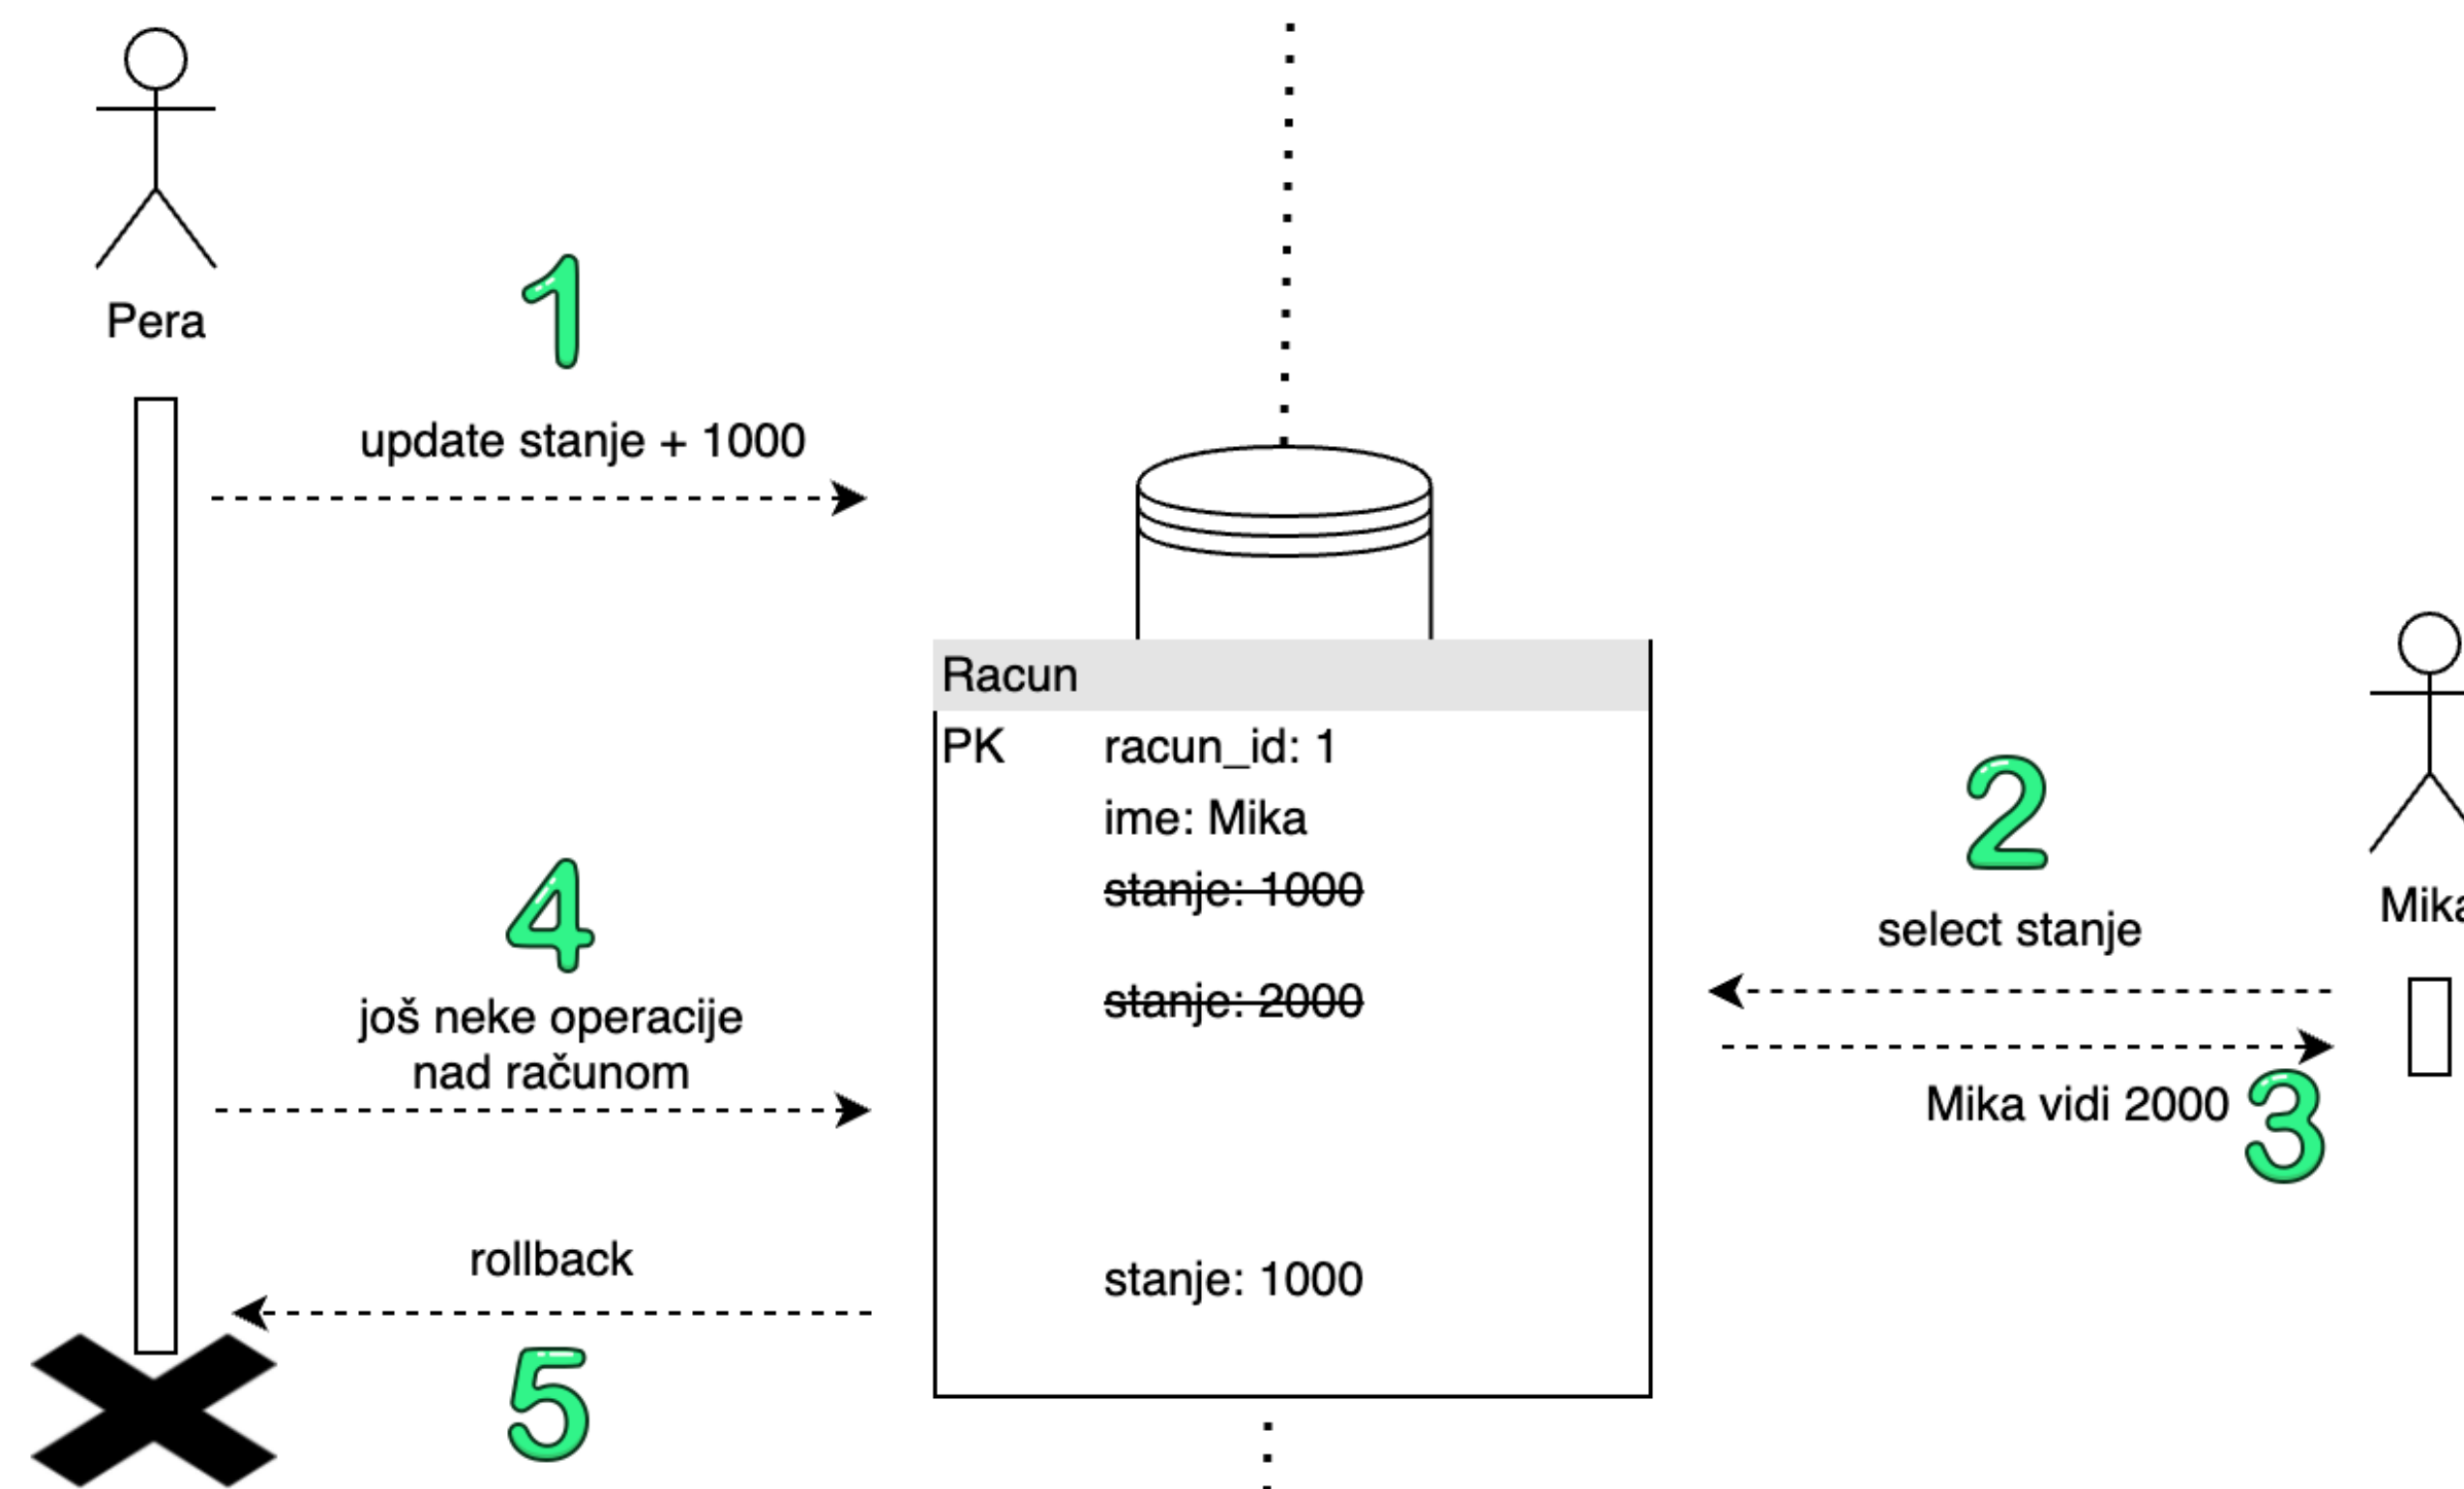 Pera
1
update stanje + 1000
Racun
PK racun_id: 1
ime: Mika
stanje: 1000
stanje: 2000
stanje: 1000
2
Mika
select stanje
Mika vidi 2000
3
4
još neke operacije
nad računom
rollback
5